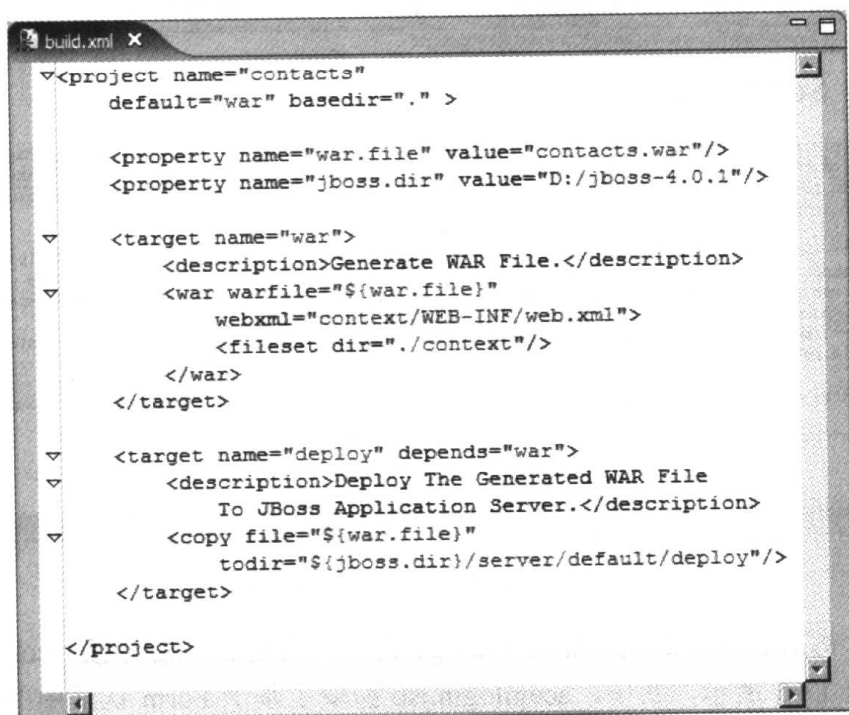 build.xml
<project name="contacts"
default="war" basedir="." >
<property name="war.file" value="contacts.war"/>
<property name="jboss.dir" value="D:/jboss-4.0.1"/>
<target name="war">
<description>Generate WAR File.</description>
<war warfile="${war.file}"
webxml="context/WEB-INF/web.xml">
<fileset dir="./context"/>
</war>
</target>
<target name="deploy" depends="war">
<description>Deploy The Generated WAR File
To JBoss Application Server.</description>
<copy file="${war.file}"
todir="${jboss.dir}/server/default/deploy"/>
</target>
</project>